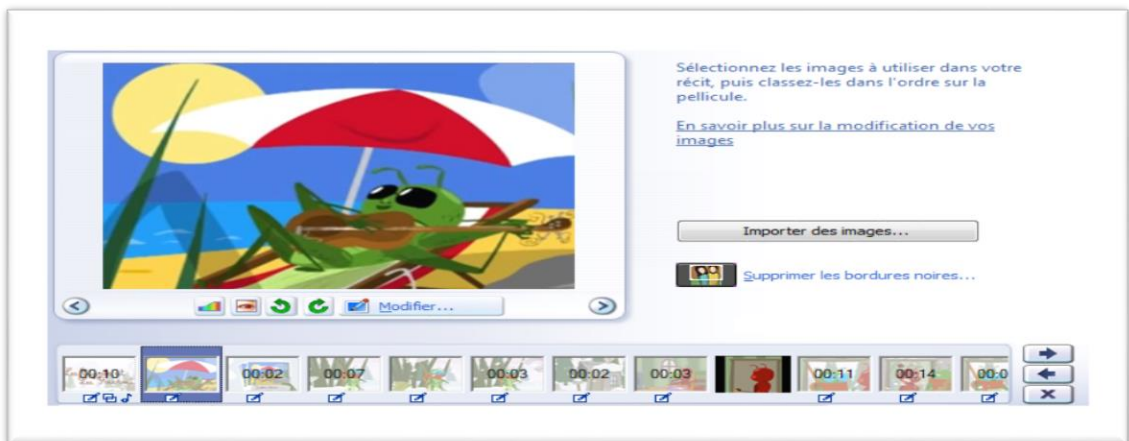 Sélectionnez les images à utiliser dans votre
récit, puis classez-les dans l'ordre sur la
pellicule.
En savoir plus sur la modification de vos
images
Importer des images...
Supprimer les bordures noires...
Modifier...
00:10 00:02 00:07 00:03 00:02 00:03 00:11 00:14 00:0